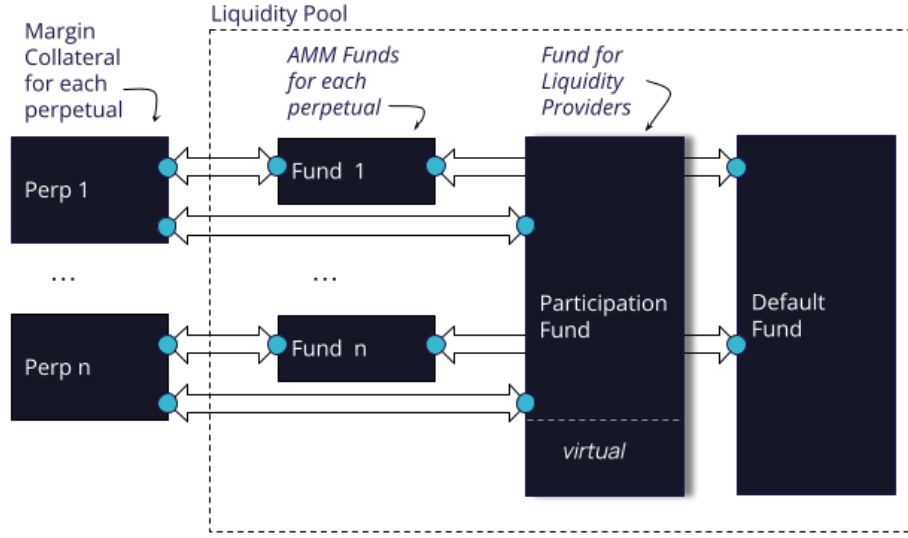 Liquidity Pool
Margin
Collateral
for each
perpetual
AMM Funds
for each
perpetual
Fund for
Liquidity
Providers
Perp 1
Fund 1
...
...
Participation
Fund
Default
Fund
Perp n
Fund n
virtual